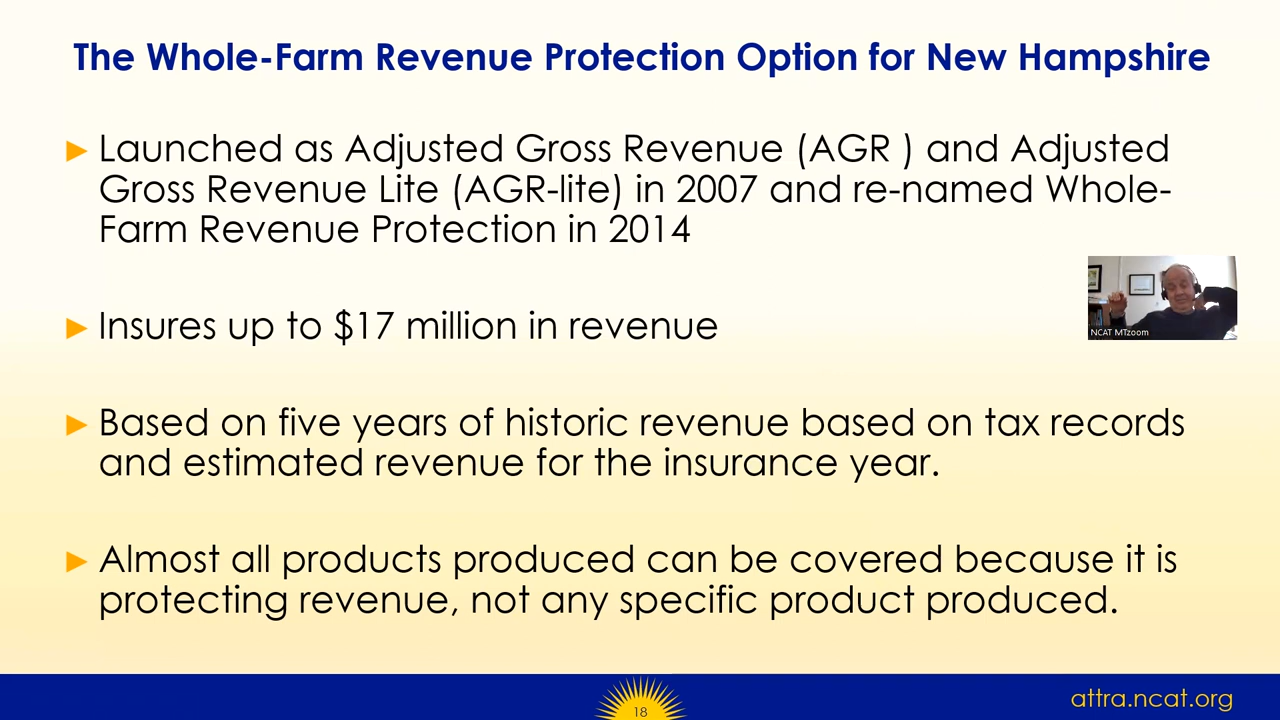 The Whole-Farm Revenue Protection Option for New Hampshire
► Launched as Adjusted Gross Revenue (AGR ) and Adjusted
Gross Revenue Lite (AGR-lite) in 2007 and re-named Whole-
Farm Revenue Protection in 2014
► Insures up to $17 million in revenue
NCAT MTzoom
► Based on five years of historic revenue based on tax records
and estimated revenue for the insurance year.
► Almost all products produced can be covered because it is
protecting revenue, not any specific product produced.
18
attra.ncat.org